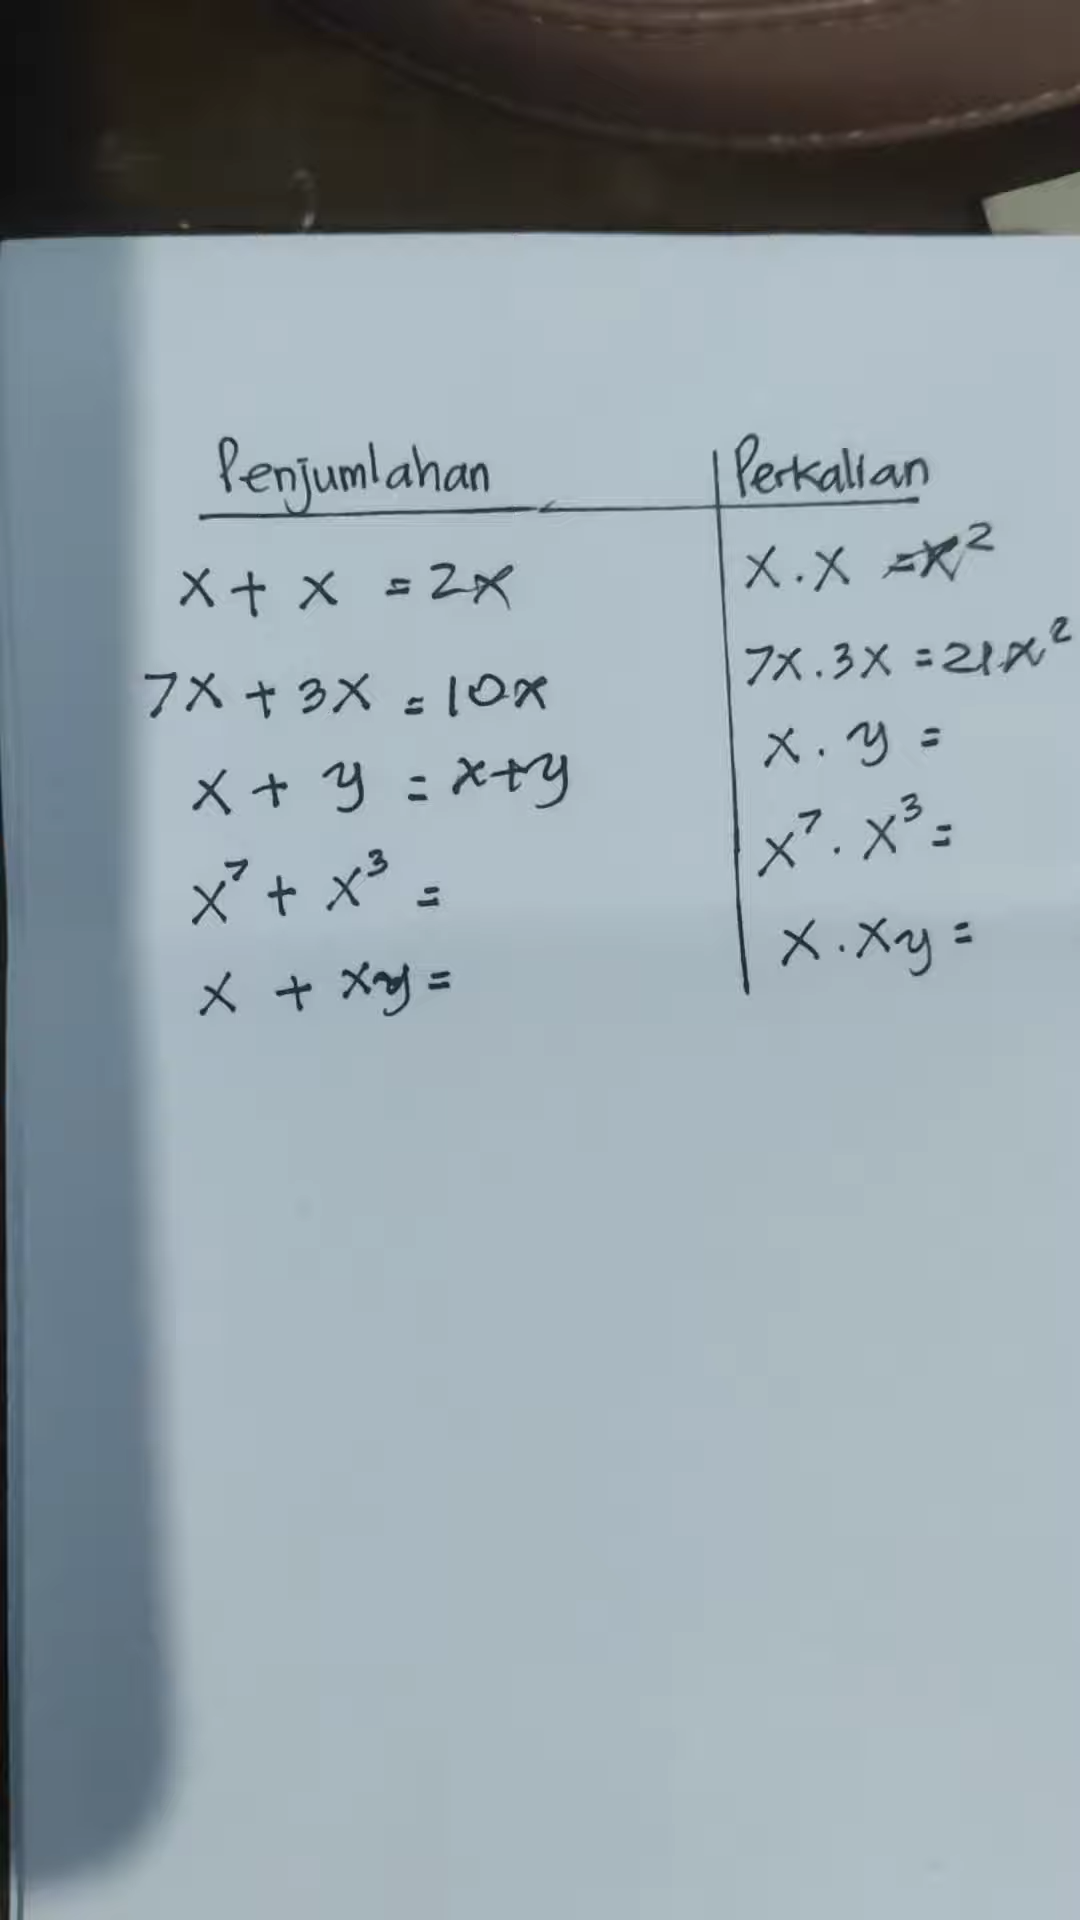 Penjumlahan | Perkalian
x + x = 2x | x . x = x²
7x + 3x = 10x | 7x . 3x = 21x²
x + y = x+y | x . y =
x⁷ + x³ = | x⁷ . x³ =
x + xy = | x . xy =